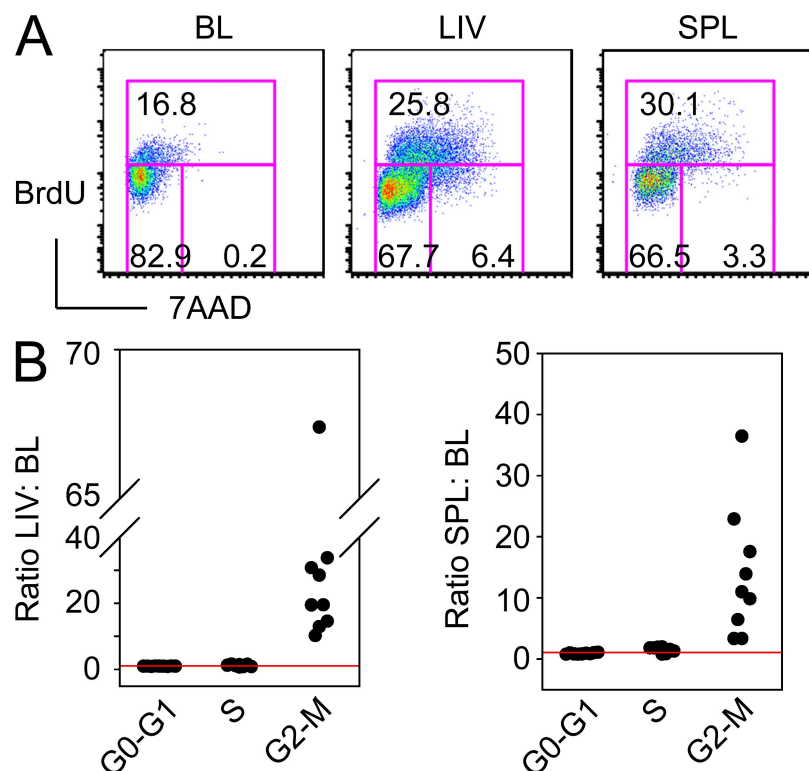 A
BL LIV SPL
16.8 25.8 30.1
BrdU
82.9 0.2 67.7 6.4 66.5 3.3
7AAD
B
Ratio LIV: BL
70
65
40
20
0
G0-G1 S G2-M
Ratio SPL: BL
50
40
30
20
10
0
G0-G1 S G2-M